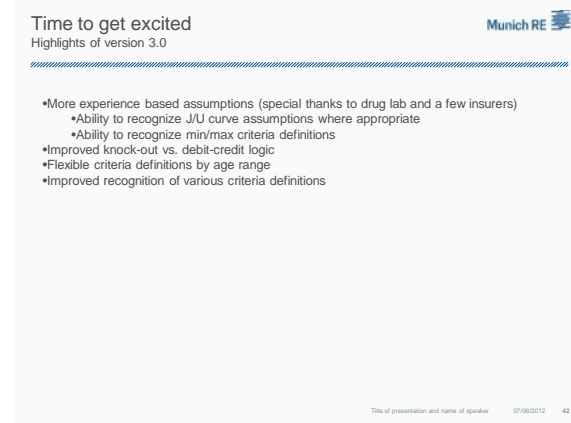 Time to get excited
Highlights of version 3.0
Munich RE
•More experience based assumptions (special thanks to drug lab and a few insurers)
•Ability to recognize J/U curve assumptions where appropriate
•Ability to recognize min/max criteria definitions
•Improved knock-out vs. debit-credit logic
•Flexible criteria definitions by age range
•Improved recognition of various criteria definitions
Title of presentation and name of speaker 07/06/2012 42